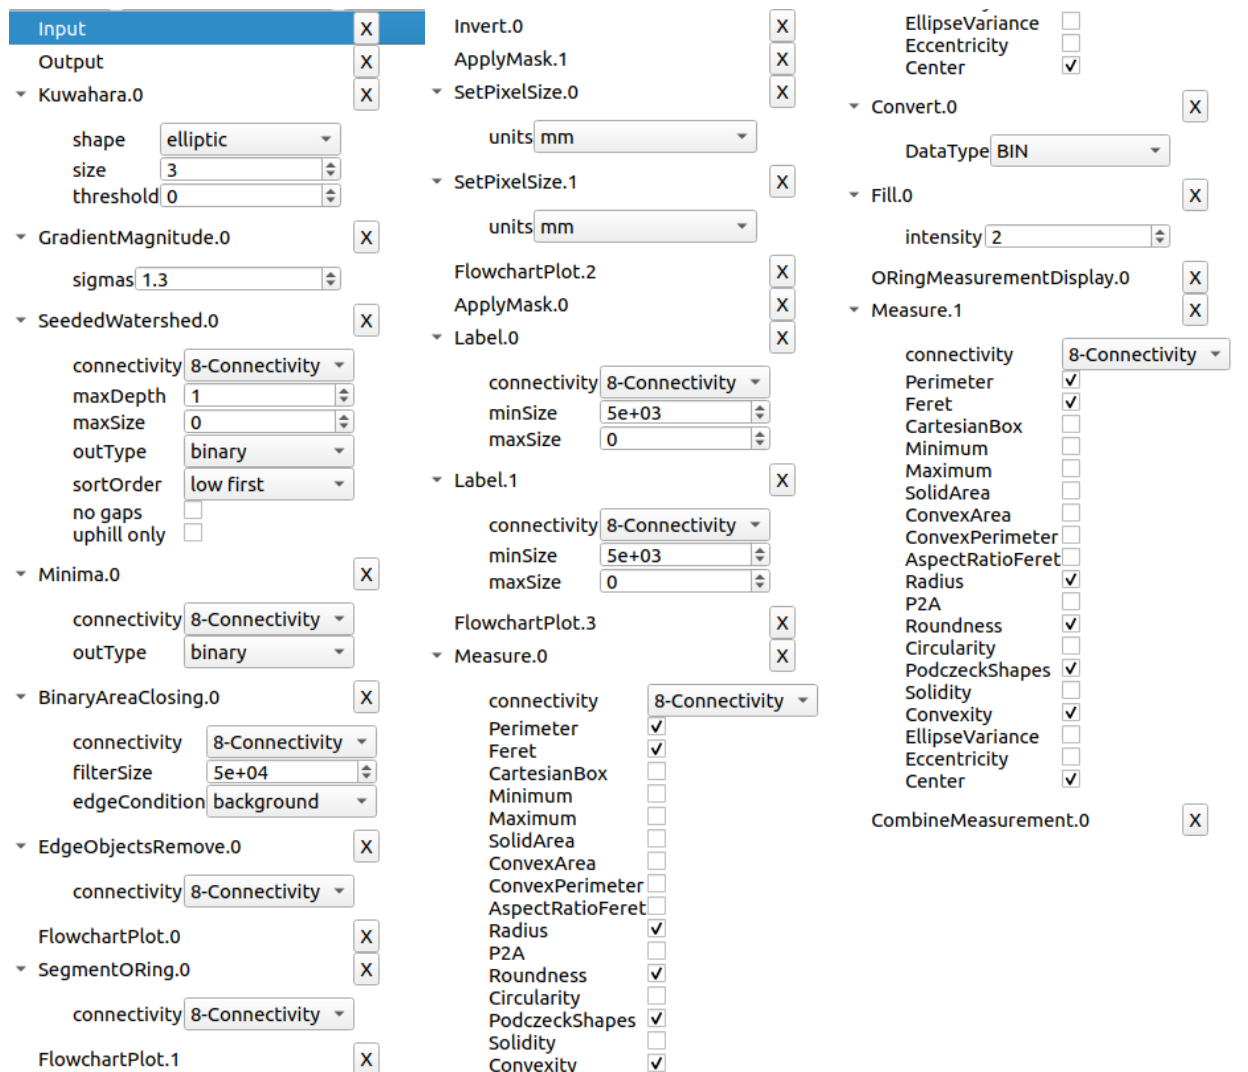 Input X
Output X
Kuwahara.0 X
shape elliptic
size 3
threshold 0
GradientMagnitude.0 X
sigmas 1.3
SeededWatershed.0 X
connectivity 8-Connectivity
maxDepth 1
maxSize 0
outType binary
sortOrder low first
no gaps
uphill only
Minima.0 X
connectivity 8-Connectivity
outType binary
BinaryAreaClosing.0 X
connectivity 8-Connectivity
filterSize 5e+04
edgeCondition background
EdgeObjectsRemove.0 X
connectivity 8-Connectivity
FlowchartPlot.0 X
SegmentORing.0 X
connectivity 8-Connectivity
FlowchartPlot.1 X
Invert.0 X
ApplyMask.1 X
SetPixelSize.0 X
units mm
SetPixelSize.1 X
units mm
FlowchartPlot.2 X
ApplyMask.0 X
Label.0 X
connectivity 8-Connectivity
minSize 5e+03
maxSize 0
Label.1 X
connectivity 8-Connectivity
minSize 5e+03
maxSize 0
FlowchartPlot.3 X
Measure.0 X
connectivity 8-Connectivity
Perimeter
Feret
CartesianBox
Minimum
Maximum
SolidArea
ConvexArea
ConvexPerimeter
AspectRatioFeret
Radius
P2A
Roundness
Circularity
PodczeckShapes
Solidity
Convexity
EllipseVariance
Eccentricity
Center
Convert.0 X
DataType BIN
Fill.0 X
intensity 2
ORingMeasurementDisplay.0 X
Measure.1 X
connectivity 8-Connectivity
Perimeter
Feret
CartesianBox
Minimum
Maximum
SolidArea
ConvexArea
ConvexPerimeter
AspectRatioFeret
Radius
P2A
Roundness
Circularity
PodczeckShapes
Solidity
Convexity
EllipseVariance
Eccentricity
Center
CombineMeasurement.0 X